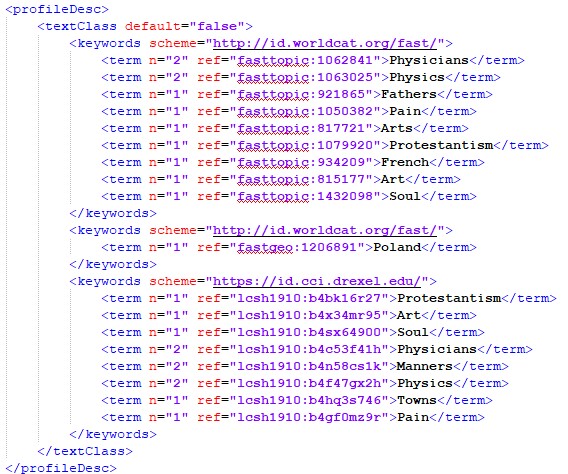 <profileDesc>
<textClass default="false">
<keywords scheme="http://id.worldcat.org/fast/">
<term n="2" ref="fasttopic:1062841">Physicians</term>
<term n="2" ref="fasttopic:1063025">Physics</term>
<term n="1" ref="fasttopic:921865">Fathers</term>
<term n="1" ref="fasttopic:1050382">Pain</term>
<term n="1" ref="fasttopic:817721">Arts</term>
<term n="1" ref="fasttopic:1079920">Protestantism</term>
<term n="1" ref="fasttopic:934209">French</term>
<term n="1" ref="fasttopic:815177">Art</term>
<term n="1" ref="fasttopic:1432098">Soul</term>
</keywords>
<keywords scheme="http://id.worldcat.org/fast/">
<term n="1" ref="fastgeo:1206891">Poland</term>
</keywords>
<keywords scheme="https://id.cci.drexel.edu/">
<term n="1" ref="lcsh1910:b4bk16r27">Protestantism</term>
<term n="1" ref="lcsh1910:b4x34mr95">Art</term>
<term n="1" ref="lcsh1910:b4sx64900">Soul</term>
<term n="2" ref="lcsh1910:b4c53f41h">Physicians</term>
<term n="2" ref="lcsh1910:b4n58cs1k">Manners</term>
<term n="2" ref="lcsh1910:b4f47gx2h">Physics</term>
<term n="1" ref="lcsh1910:b4hq3s746">Towns</term>
<term n="1" ref="lcsh1910:b4gf0mz9r">Pain</term>
</keywords>
</textClass>
</profileDesc>